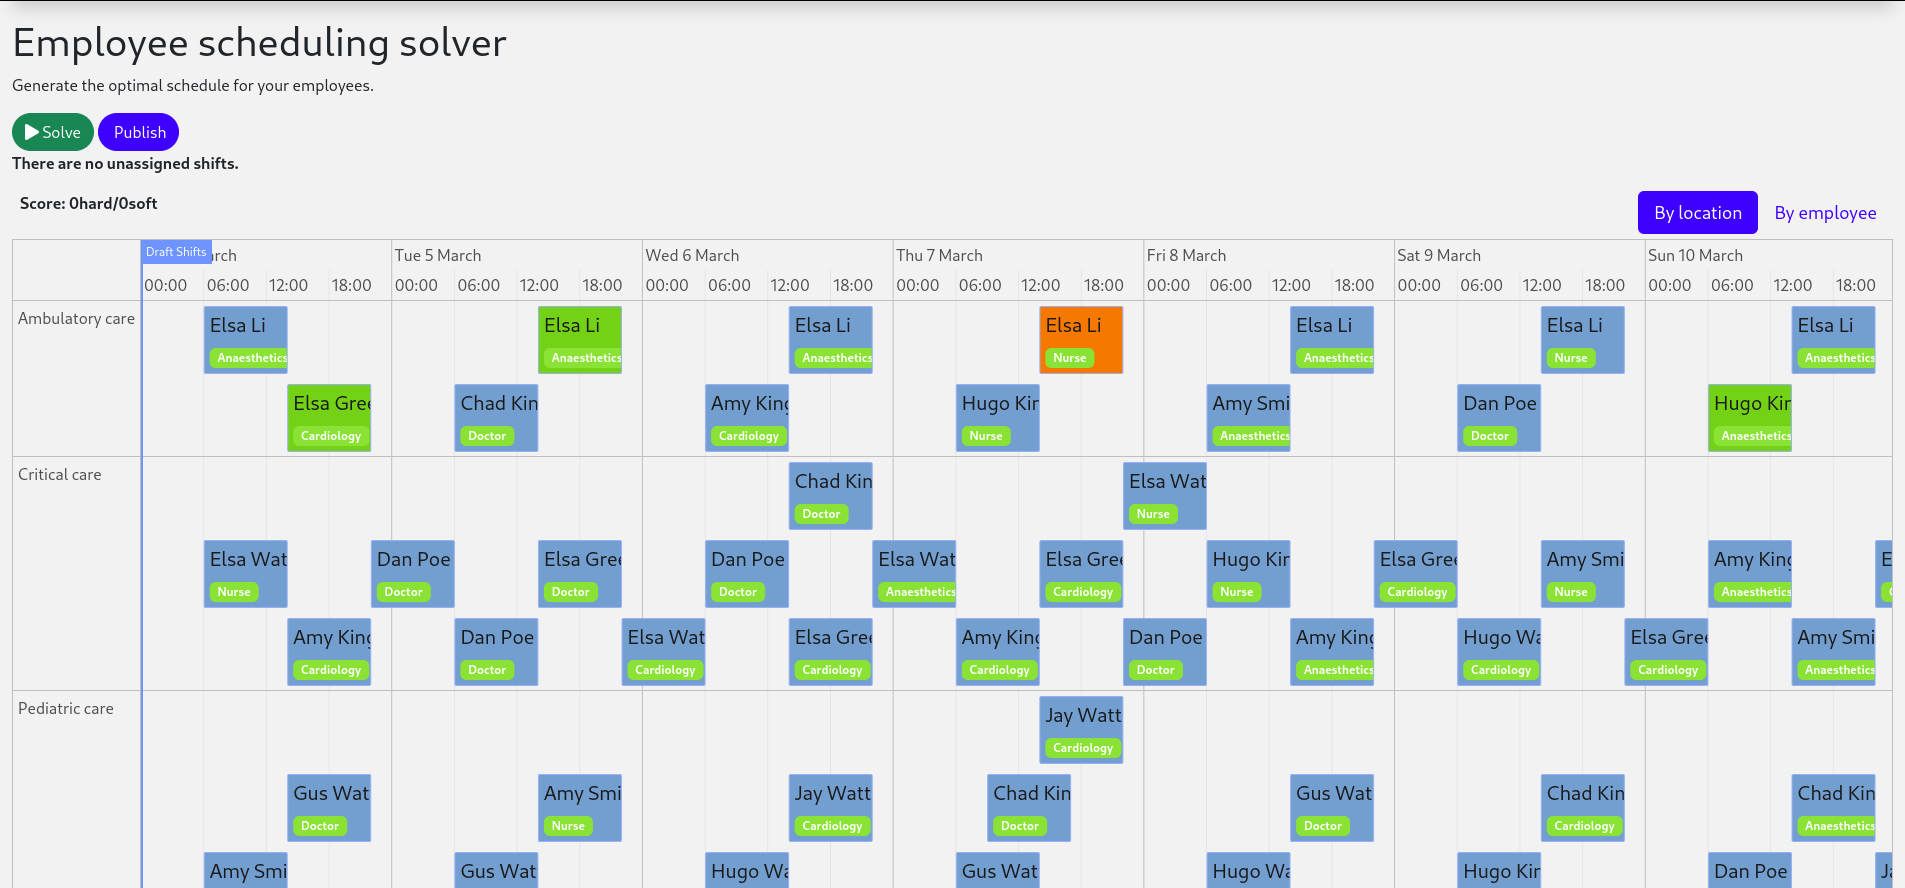 Employee scheduling solver
Generate the optimal schedule for your employees.
Solve Publish
There are no unassigned shifts.
Score: 0hard/0soft
By location By employee
Draft Shifts rch Tue 5 March Wed 6 March Thu 7 March Fri 8 March Sat 9 March Sun 10 March
00:00 06:00 12:00 18:00 00:00 06:00 12:00 18:00 00:00 06:00 12:00 18:00 00:00 06:00 12:00 18:00 00:00 06:00 12:00 18:00 00:00 06:00 12:00 18:00 00:00 06:00 12:00 18:00
Ambulatory care Elsa Li Elsa Li Elsa Li Elsa Li Elsa Li Elsa Li Elsa Li
Anaesthetics Anaesthetics Anaesthetics Nurse Anaesthetics Nurse Anaesthetics
Elsa Gree Chad Kin Amy King Hugo Kin Amy Smi Dan Poe Hugo Kin
Cardiology Doctor Cardiology Nurse Anaesthetics Doctor Anaesthetics
Critical care Chad Kin Elsa Wat
Doctor Nurse
Elsa Wat Dan Poe Elsa Gree Dan Poe Elsa Wat Elsa Gree Hugo Kin Elsa Gree Amy Smi Amy King E
Nurse Doctor Doctor Doctor Anaesthetics Cardiology Nurse Cardiology Nurse Anaesthetics
Amy King Dan Poe Elsa Wat Elsa Gree Amy King Dan Poe Amy King Hugo Wa Elsa Gree Amy Smi
Cardiology Doctor Cardiology Cardiology Cardiology Doctor Anaesthetics Cardiology Cardiology Anaesthetics
Pediatric care Jay Watt
Cardiology
Gus Wat Amy Smi Jay Watt Chad Kin Gus Wat Chad Kin Chad Kin
Doctor Nurse Cardiology Doctor Doctor Cardiology Anaesthetics
Amy Smi Gus Wat Hugo Wa Gus Wat Hugo Wa Hugo Kin Dan Poe Ja